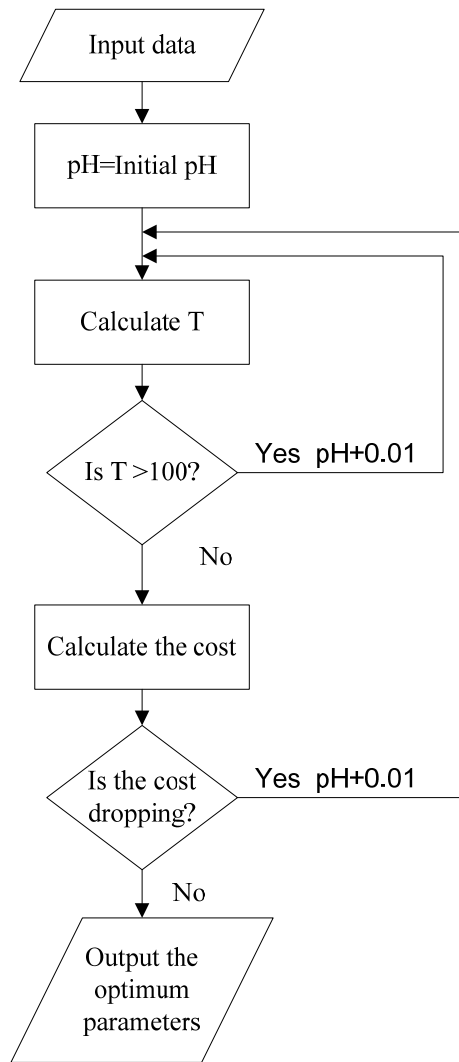 Input data
pH=Initial pH
Calculate T
Is T >100?
Yes pH+0.01
No
Calculate the cost
Is the cost
dropping?
Yes pH+0.01
No
Output the
optimum
parameters